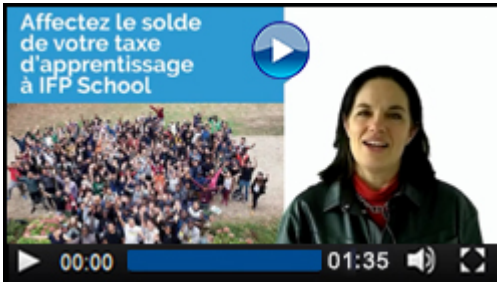 Affectez le solde
de votre taxe
d'apprentissage
à IFP School
00:00
01:35